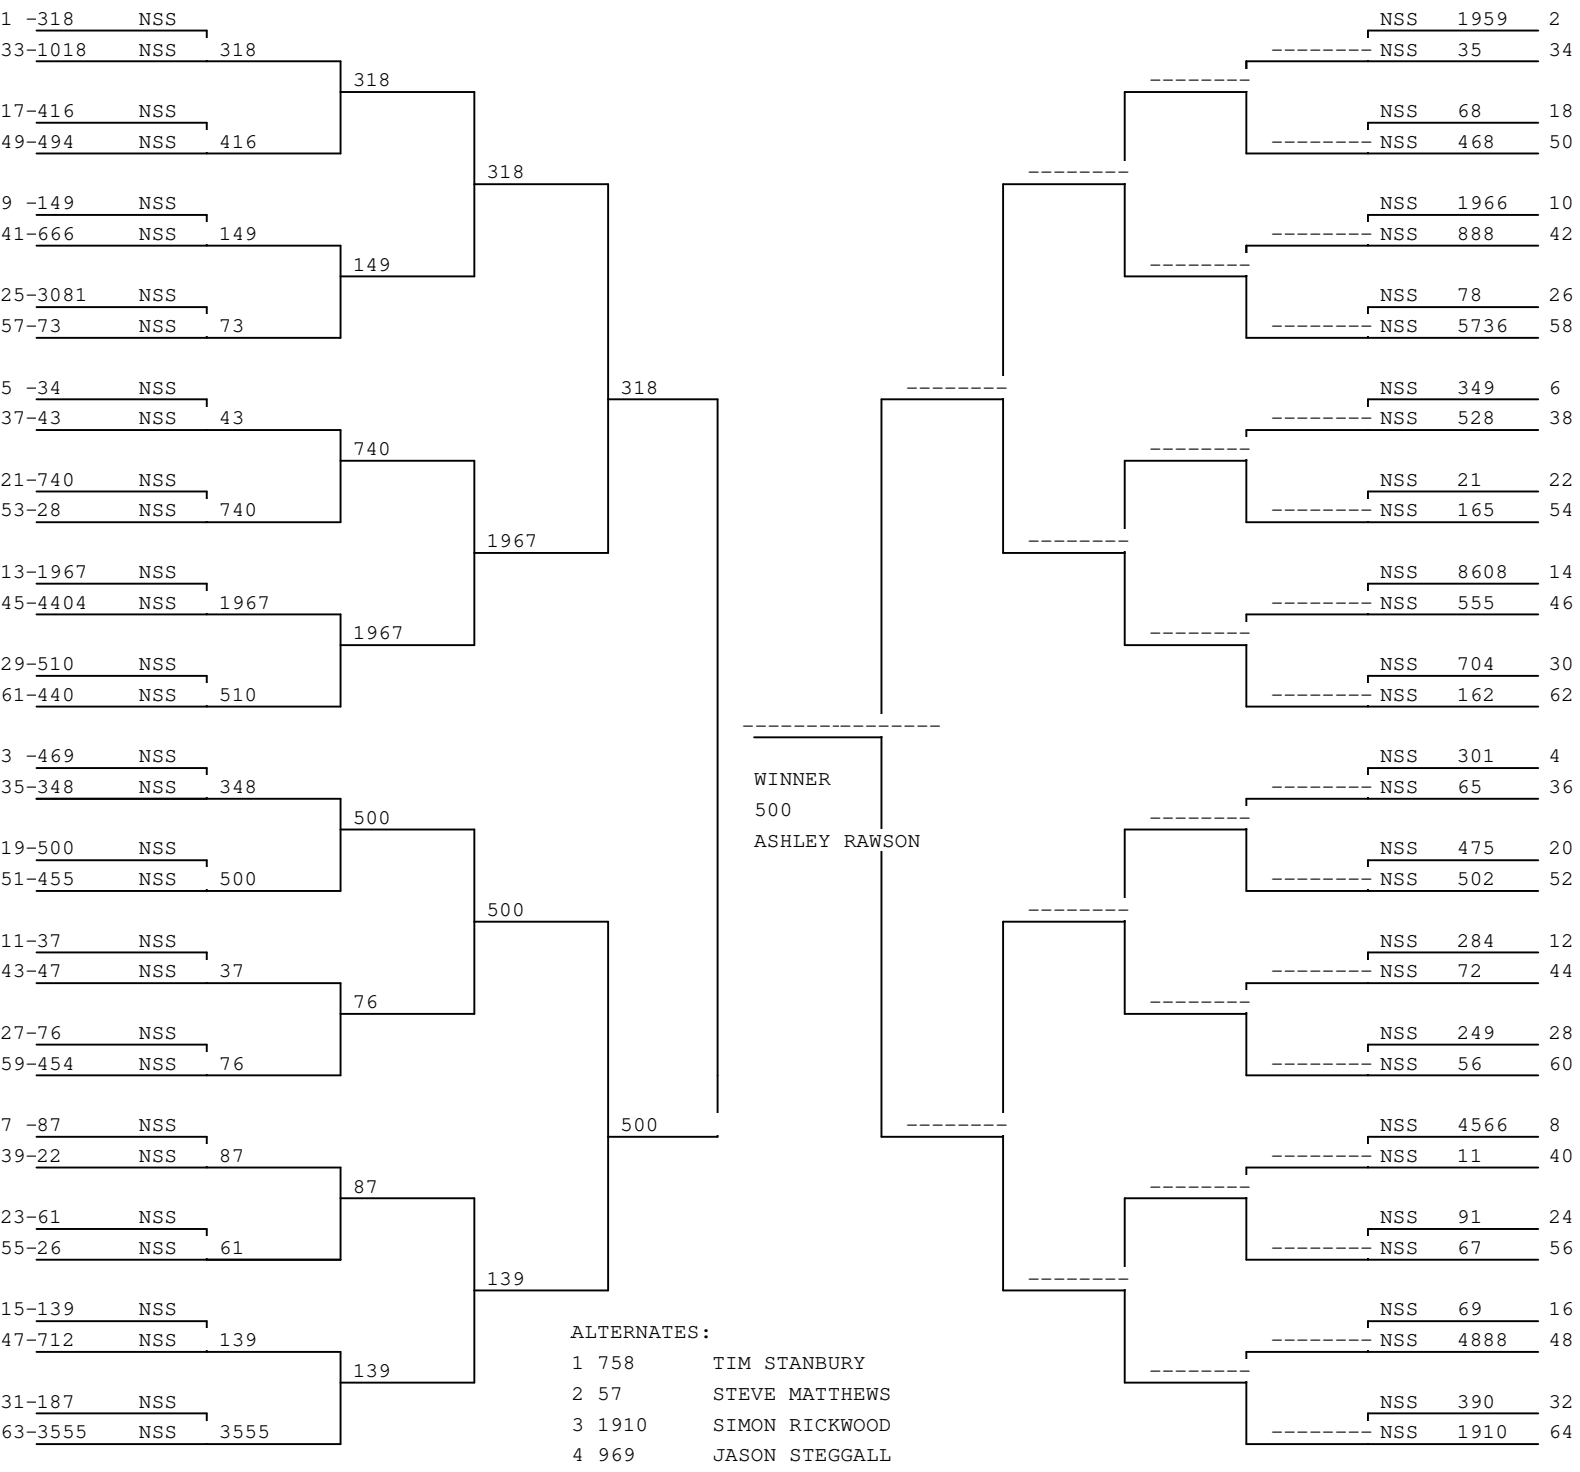 1 -318 NSS NSS 1959 2
33-1018 NSS 318 -------- NSS 35 34
318 --------
17-416 NSS NSS 68 18
49-494 NSS 416 -------- NSS 468 50
318 --------
9 -149 NSS NSS 1966 10
41-666 NSS 149 -------- NSS 888 42
149 --------
25-3081 NSS NSS 78 26
57-73 NSS 73 -------- NSS 5736 58
5 -34 NSS 318 -------- NSS 349 6
37-43 NSS 43 -------- NSS 528 38
740 --------
21-740 NSS NSS 21 22
53-28 NSS 740 -------- NSS 165 54
1967 --------
13-1967 NSS NSS 8608 14
45-4404 NSS 1967 -------- NSS 555 46
1967 --------
29-510 NSS NSS 704 30
61-440 NSS 510 -------- NSS 162 62
----------------
3 -469 NSS NSS 301 4
35-348 NSS 348 WINNER -------- NSS 65 36
500 500 --------
19-500 NSS ASHLEY RAWSON NSS 475 20
51-455 NSS 500 -------- NSS 502 52
500 --------
11-37 NSS NSS 284 12
43-47 NSS 37 -------- NSS 72 44
76 --------
27-76 NSS NSS 249 28
59-454 NSS 76 -------- NSS 56 60
7 -87 NSS 500 -------- NSS 4566 8
39-22 NSS 87 -------- NSS 11 40
87 --------
23-61 NSS NSS 91 24
55-26 NSS 61 -------- NSS 67 56
139 --------
15-139 NSS NSS 69 16
47-712 NSS 139 ALTERNATES: -------- NSS 4888 48
139 1 758 TIM STANBURY --------
31-187 NSS 2 57 STEVE MATTHEWS NSS 390 32
63-3555 NSS 3555 3 1910 SIMON RICKWOOD -------- NSS 1910 64
4 969 JASON STEGGALL